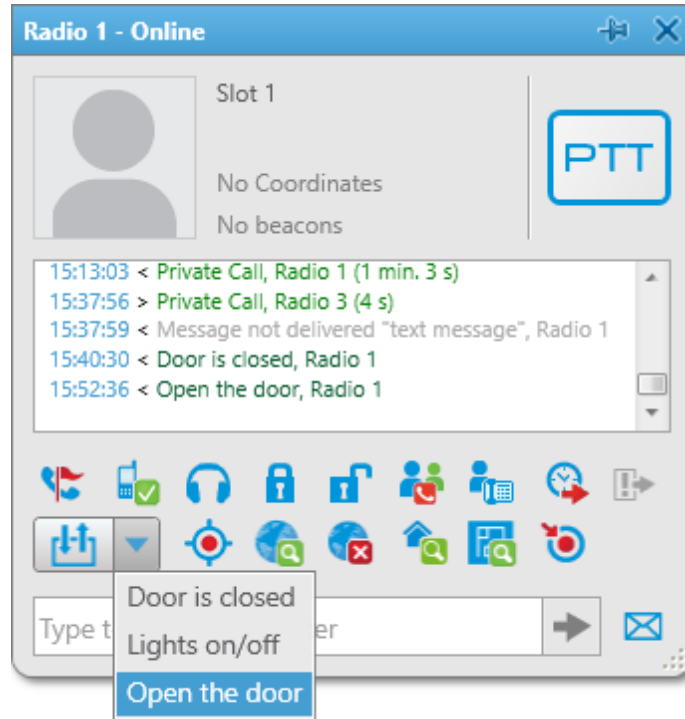 Radio 1 - Online
Slot 1
PTT
No Coordinates
No beacons
15:13:03 < Private Call, Radio 1 (1 min. 3 s)
15:37:56 > Private Call, Radio 3 (4 s)
15:37:59 < Message not delivered "text message", Radio 1
15:40:30 < Door is closed, Radio 1
15:52:36 < Open the door, Radio 1
Door is closed
Type t
er
Lights on/off
Open the door